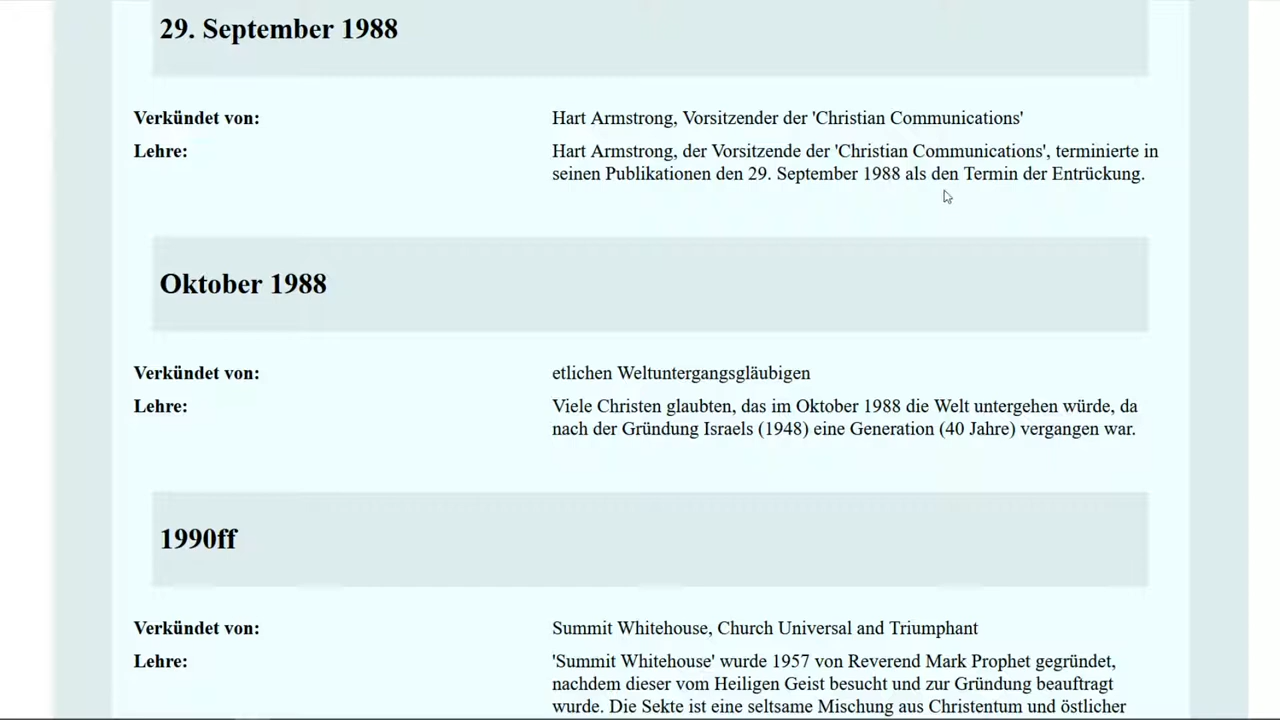 29. September 1988
Verkündet von: Hart Armstrong, Vorsitzender der 'Christian Communications'
Lehre: Hart Armstrong, der Vorsitzende der 'Christian Communications', terminierte in
seinen Publikationen den 29. September 1988 als den Termin der Entrückung.
Oktober 1988
Verkündet von: etlichen Weltuntergangsgläubigen
Lehre: Viele Christen glaubten, das im Oktober 1988 die Welt untergehen würde, da
nach der Gründung Israels (1948) eine Generation (40 Jahre) vergangen war.
1990ff
Verkündet von: Summit Whitehouse, Church Universal and Triumphant
Lehre: 'Summit Whitehouse' wurde 1957 von Reverend Mark Prophet gegründet,
nachdem dieser vom Heiligen Geist besucht und zur Gründung beauftragt
wurde. Die Sekte ist eine seltsame Mischung aus Christentum und östlicher